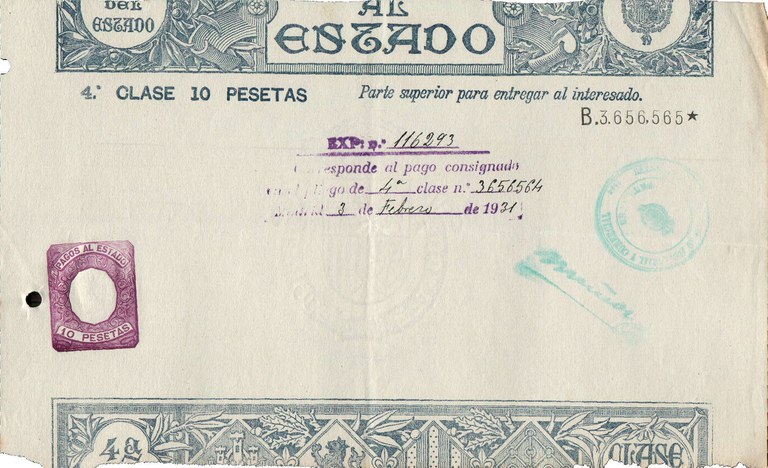 DEL
ESTADO
AL
ESTADO
4.ª CLASE 10 PESETAS
Parte superior para entregar al interesado.
B.3.656,565★
EXP: n.º 116293
Corresponde al pago consignado
go de 4ª clase n.º 3656564
Madrid 3 de Febrero de 1931
PAGOS AL ESTADO
10 PESETAS
4ª
CLASE